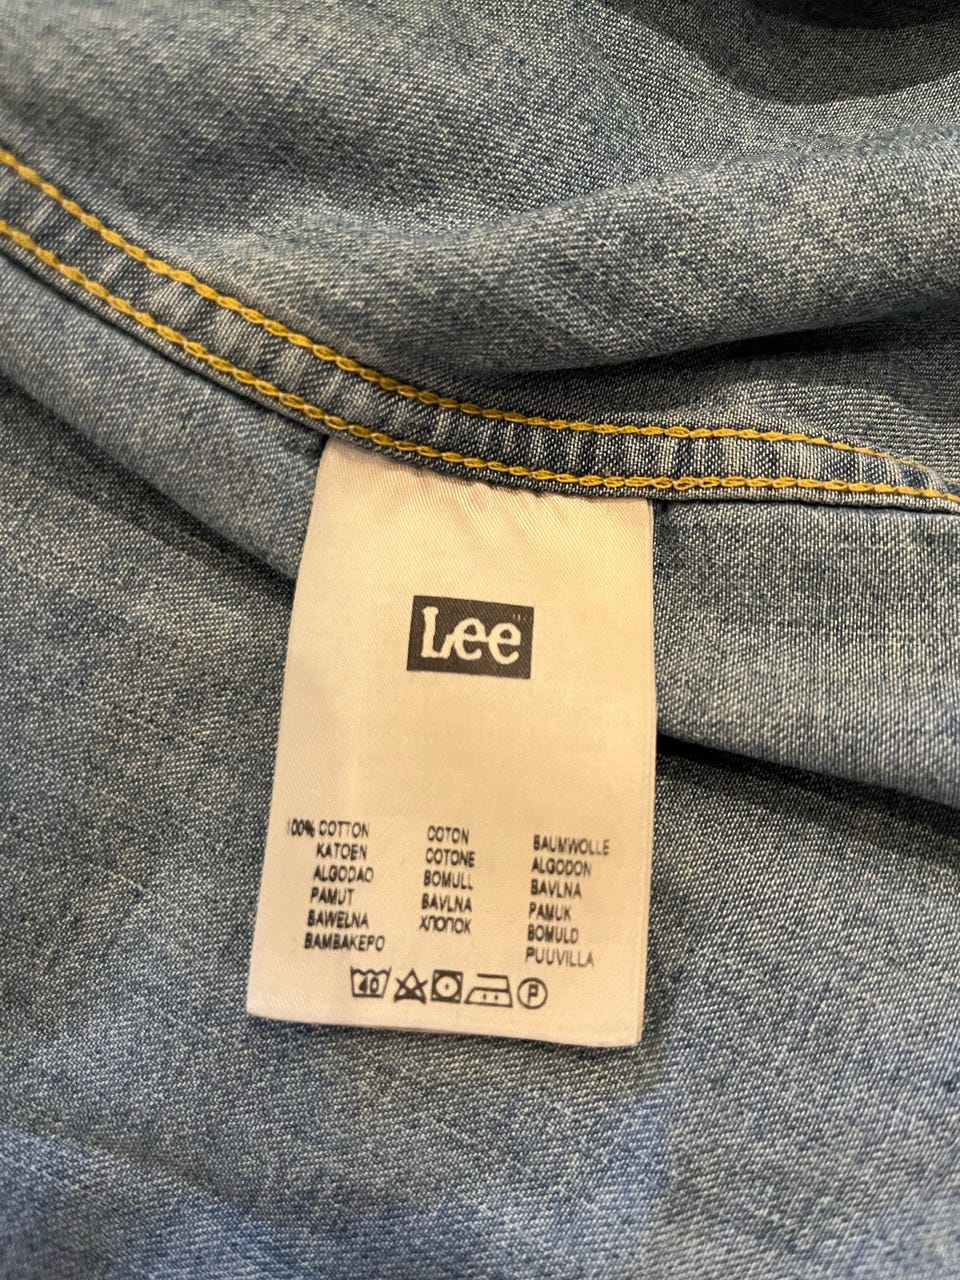 Lee
100% COTTON
KATOEN
ALGODAO
PAMUT
BAWEŁNA
BAMBAKEPO
COTON
COTONE
BOMULL
BAVLNA
ХЛОПОК
BAUMWOLLE
ALGODON
BAVLNA
PAMUK
BOMULD
PUUVILLA
40
P